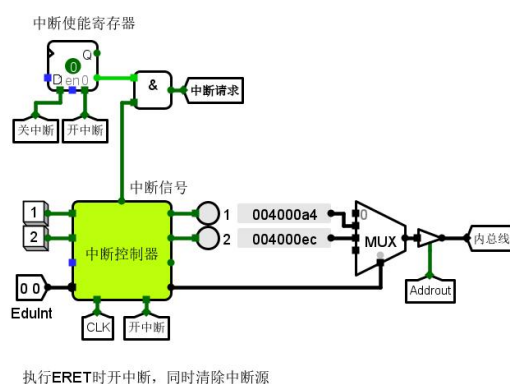 中断使能寄存器
Q
0
D en 0
&
中断请求
关中断
开中断
中断信号
1
1
004000a4
0
2
2
004000ec
MUX
内总线
中断控制器
0 0
EduInt
CLK
开中断
Addrout
执行ERET时开中断，同时清除中断源